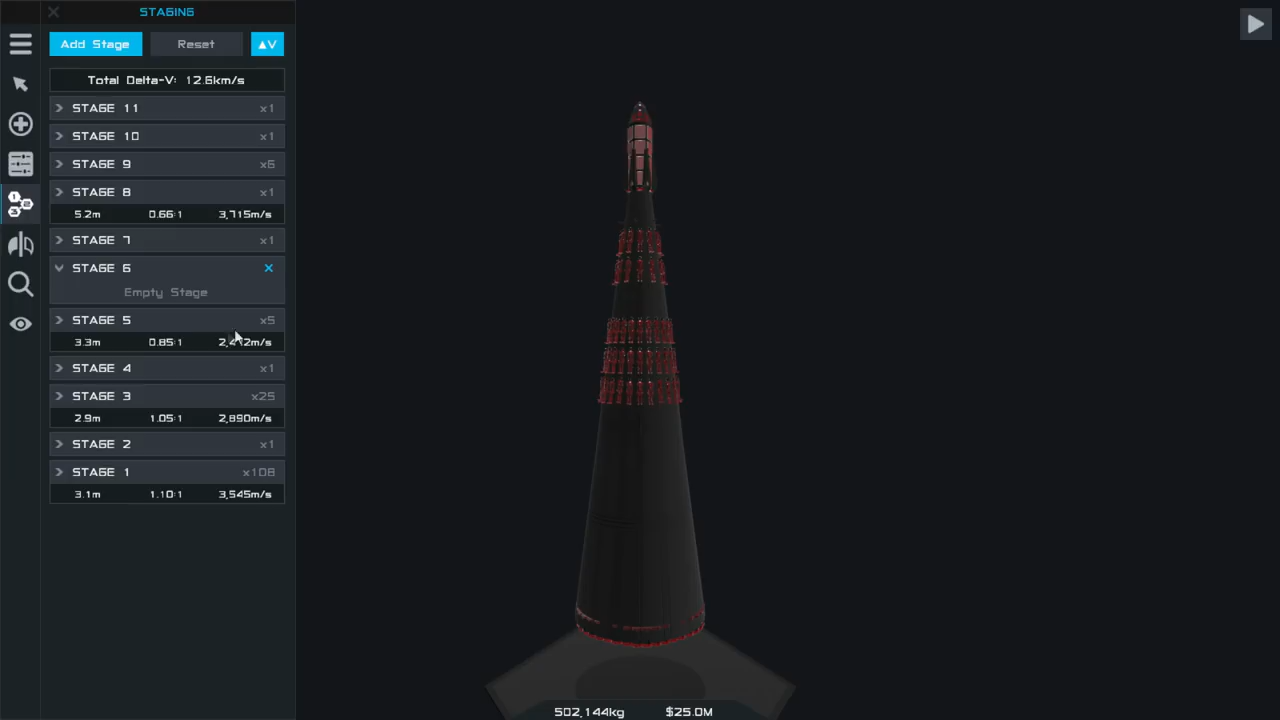 STAGING
Add Stage Reset ▲V
Total Delta-V: 12.6km/s
STAGE 11 x1
STAGE 10 x1
STAGE 9 x6
STAGE 8 x1
5.2m 0.66:1 3,715m/s
STAGE 7 x1
STAGE 6
Empty Stage
STAGE 5 x5
3.3m 0.85:1
STAGE 4 x1
STAGE 3 x25
2.9m 1.05:1 2,890m/s
STAGE 2 x1
STAGE 1 x108
3.1m 1.10:1 3,545m/s
502,144kg $25.0M